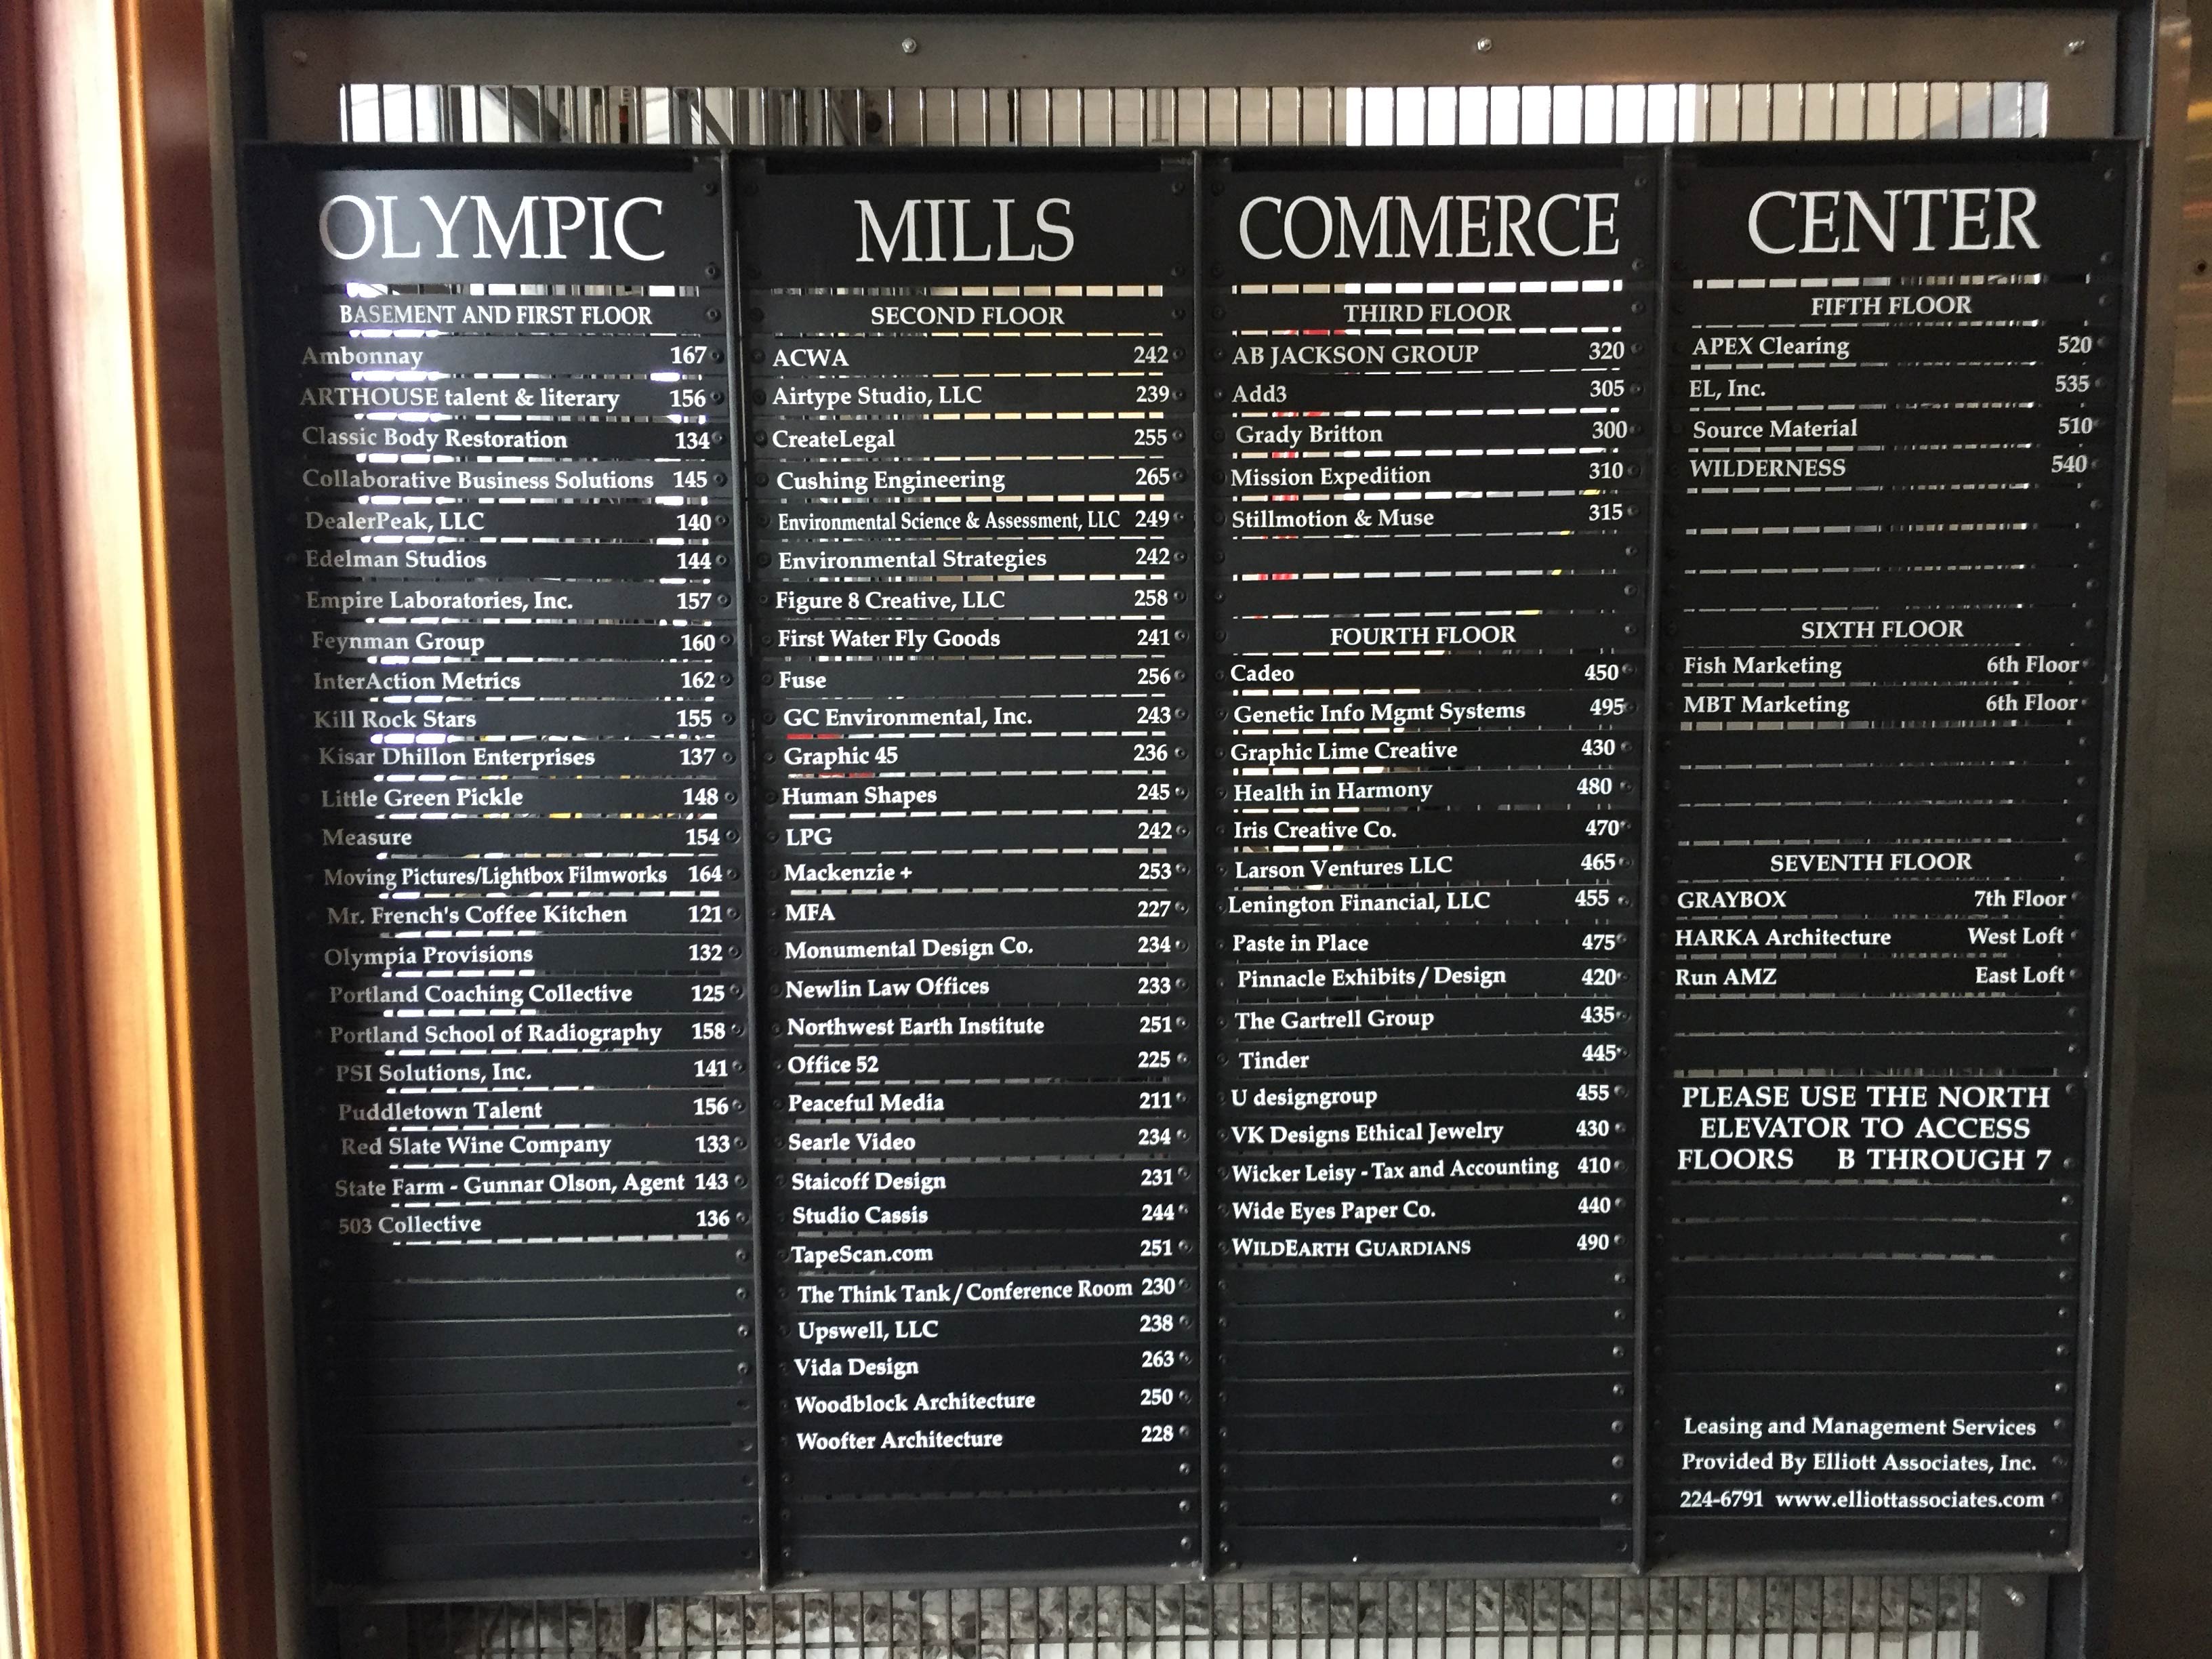 OLYMPIC MILLS COMMERCE CENTER
BASEMENT AND FIRST FLOOR
Ambonnay 167
ARTHOUSE talent & literary 156
Classic Body Restoration 134
Collaborative Business Solutions 145
DealerPeak, LLC 140
Edelman Studios 144
Empire Laboratories, Inc. 157
Feynman Group 160
InterAction Metrics 162
Kill Rock Stars 155
Kisar Dhillon Enterprises 137
Little Green Pickle 148
Measure 154
Moving Pictures/Lightbox Filmworks 164
Mr. French's Coffee Kitchen 121
Olympia Provisions 132
Portland Coaching Collective 125
Portland School of Radiography 158
PSI Solutions, Inc. 141
Puddletown Talent 156
Red Slate Wine Company 133
State Farm - Gunnar Olson, Agent 143
503 Collective 136
SECOND FLOOR
ACWA 242
Airtype Studio, LLC 239
CreateLegal 255
Cushing Engineering 265
Environmental Science & Assessment, LLC 249
Environmental Strategies 242
Figure 8 Creative, LLC 258
First Water Fly Goods 241
Fuse 256
GC Environmental, Inc. 243
Graphic 45 236
Human Shapes 245
LPG 242
Mackenzie + 253
MFA 227
Monumental Design Co. 234
Newlin Law Offices 233
Northwest Earth Institute 251
Office 52 225
Peaceful Media 211
Searle Video 234
Staicoff Design 231
Studio Cassis 244
TapeScan.com 251
The Think Tank / Conference Room 230
Upswell, LLC 238
Vida Design 263
Woodblock Architecture 250
Woofter Architecture 228
THIRD FLOOR
AB JACKSON GROUP 320
Add3 305
Grady Britton 300
Mission Expedition 310
Stillmotion & Muse 315
FOURTH FLOOR
Cadeo 450
Genetic Info Mgmt Systems 495
Graphic Lime Creative 430
Health in Harmony 480
Iris Creative Co. 470
Larson Ventures LLC 465
Lenington Financial, LLC 455
Paste in Place 475
Pinnacle Exhibits / Design 420
The Gartrell Group 435
Tinder 445
U designgroup 455
VK Designs Ethical Jewelry 430
Wicker Leisy - Tax and Accounting 410
Wide Eyes Paper Co. 440
WILDEARTH GUARDIANS 490
FIFTH FLOOR
APEX Clearing 520
EL, Inc. 535
Source Material 510
WILDERNESS 540
SIXTH FLOOR
Fish Marketing 6th Floor
MBT Marketing 6th Floor
SEVENTH FLOOR
GRAYBOX 7th Floor
HARKA Architecture West Loft
Run AMZ East Loft
PLEASE USE THE NORTH
ELEVATOR TO ACCESS
FLOORS B THROUGH 7
Leasing and Management Services
Provided By Elliott Associates, Inc.
224-6791 www.elliottassociates.com